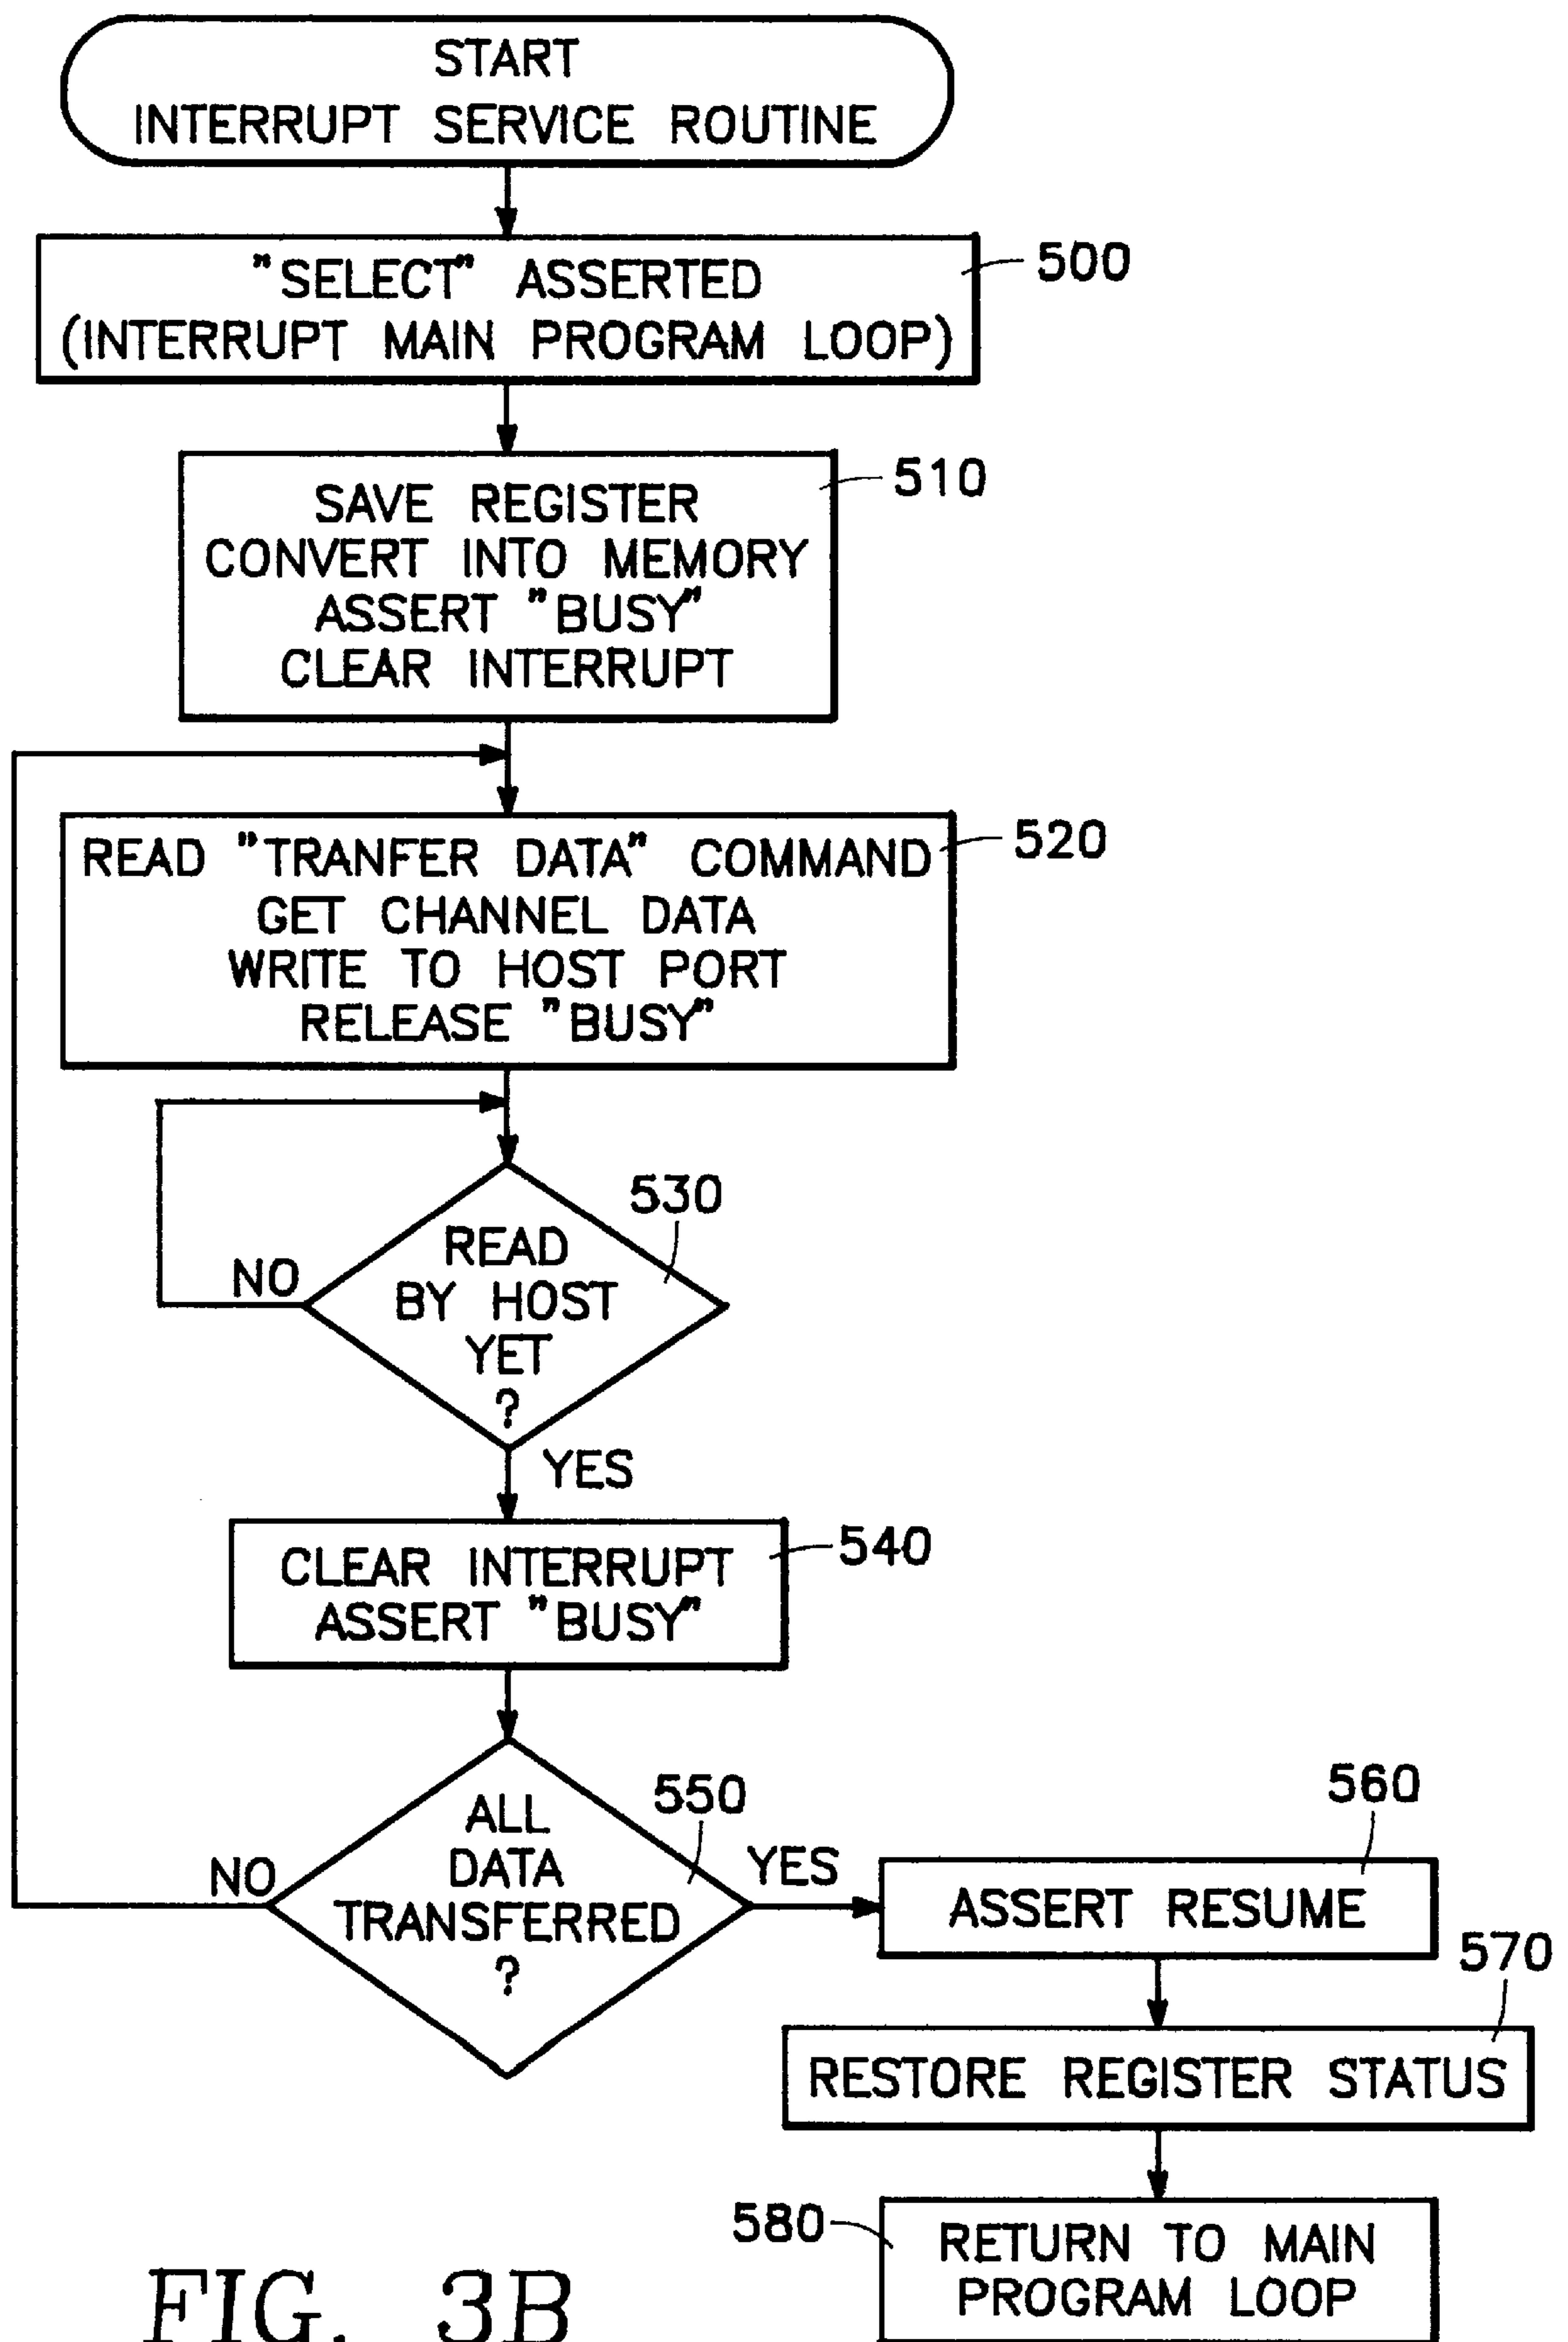 START
INTERRUPT SERVICE ROUTINE
"SELECT" ASSERTED
(INTERRUPT MAIN PROGRAM LOOP)
500
SAVE REGISTER
CONVERT INTO MEMORY
ASSERT "BUSY"
CLEAR INTERRUPT
510
READ "TRANFER DATA" COMMAND
GET CHANNEL DATA
WRITE TO HOST PORT
RELEASE "BUSY"
520
530
READ
BY HOST
YET
?
NO
YES
CLEAR INTERRUPT
ASSERT "BUSY"
540
550
ALL
DATA
TRANSFERRED
?
NO
YES
560
ASSERT RESUME
570
RESTORE REGISTER STATUS
580
RETURN TO MAIN
PROGRAM LOOP
FIG. 3B